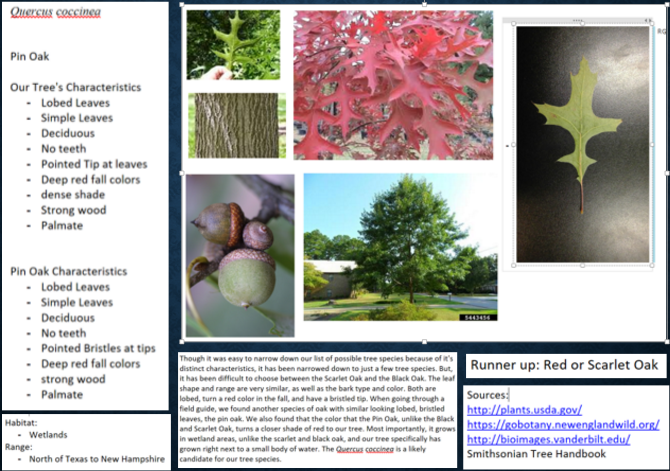 Quercus coccinea
Pin Oak
Our Tree's Characteristics
- Lobed Leaves
- Simple Leaves
- Deciduous
- No teeth
- Pointed Tip at leaves
- Deep red fall colors
- dense shade
- Strong wood
- Palmate
Pin Oak Characteristics
- Lobed Leaves
- Simple Leaves
- Deciduous
- No teeth
- Pointed Bristles at tips
- Deep red fall colors
- strong wood
- Palmate
Habitat:
- Wetlands
Range:
- North of Texas to New Hampshire
5443456
Though it was easy to narrow down our list of possible tree species because of it's
distinct characteristics, it has been narrowed down to just a few tree species. But,
it has been difficult to choose between the Scarlet Oak and the Black Oak. The leaf
shape and range are very similar, as well as the bark type and color. Both are
lobed, turn a red color in the fall, and have a bristled tip. When going through a
field guide, we found another species of oak with similar looking lobed, bristled
leaves, the pin oak. We also found that the color that the Pin Oak, unlike the Black
and Scarlet Oak, turns a closer shade of red to our tree. Most importantly, it grows
in wetland areas, unlike the scarlet and black oak, and our tree specifically has
grown right next to a small body of water. The Quercus coccinea is a likely
candidate for our tree species.
Runner up: Red or Scarlet Oak
Sources:
http://plants.usda.gov/
https://gobotany.newenglandwild.org/
http://bioimages.vanderbilt.edu/
Smithsonian Tree Handbook